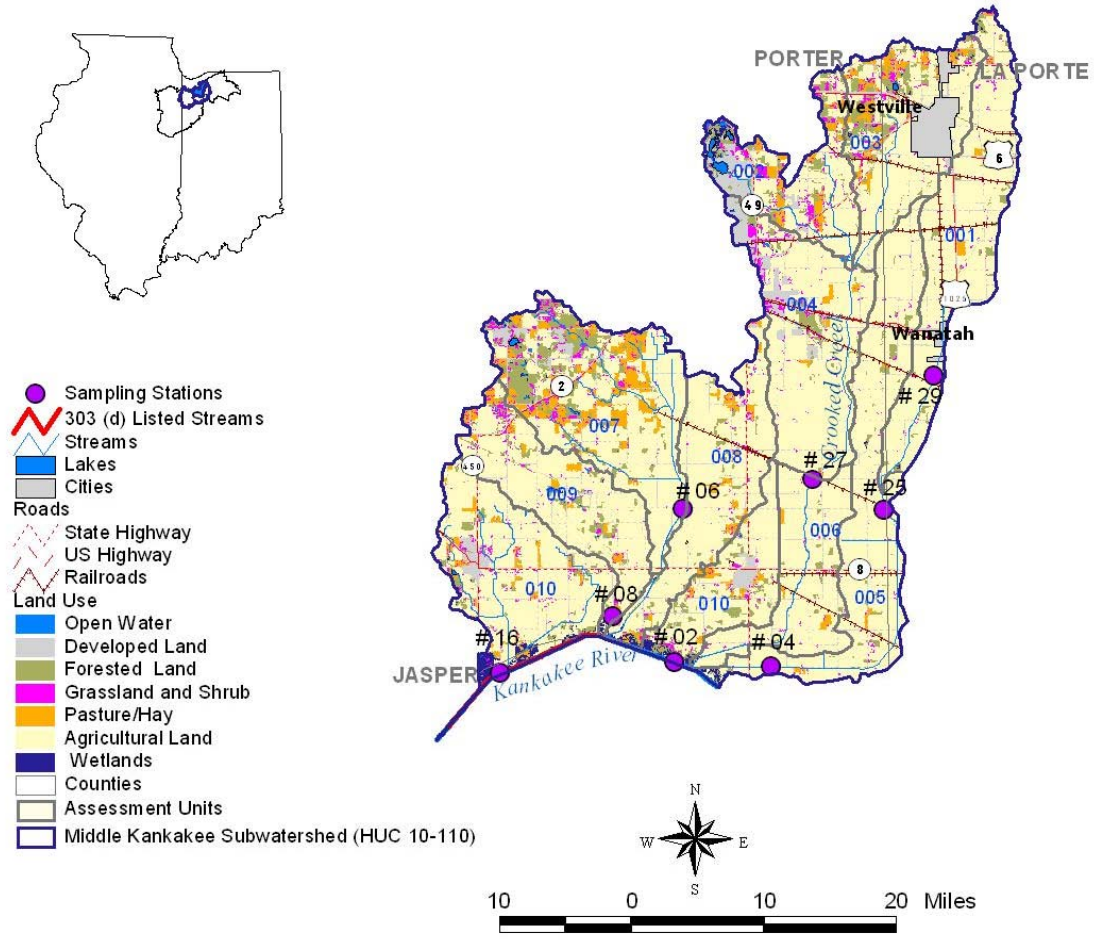 PORTER
LA PORTE
Westville
003
6
002
49
001
004
1025
Wanatah
Crooked Creek
# 29
2
007
008
450
# 27
# 25
009
# 06
006
8
010
# 08
010
005
# 16
# 02
# 04
JASPER
Kankakee River
Sampling Stations
303 (d) Listed Streams
Streams
Lakes
Cities
Roads
State Highway
US Highway
Railroads
Land Use
Open Water
Developed Land
Forested Land
Grassland and Shrub
Pasture/Hay
Agricultural Land
Wetlands
Counties
Assessment Units
Middle Kankakee Subwatershed (HUC 10-110)
N
W
E
S
10 0 10 20 Miles